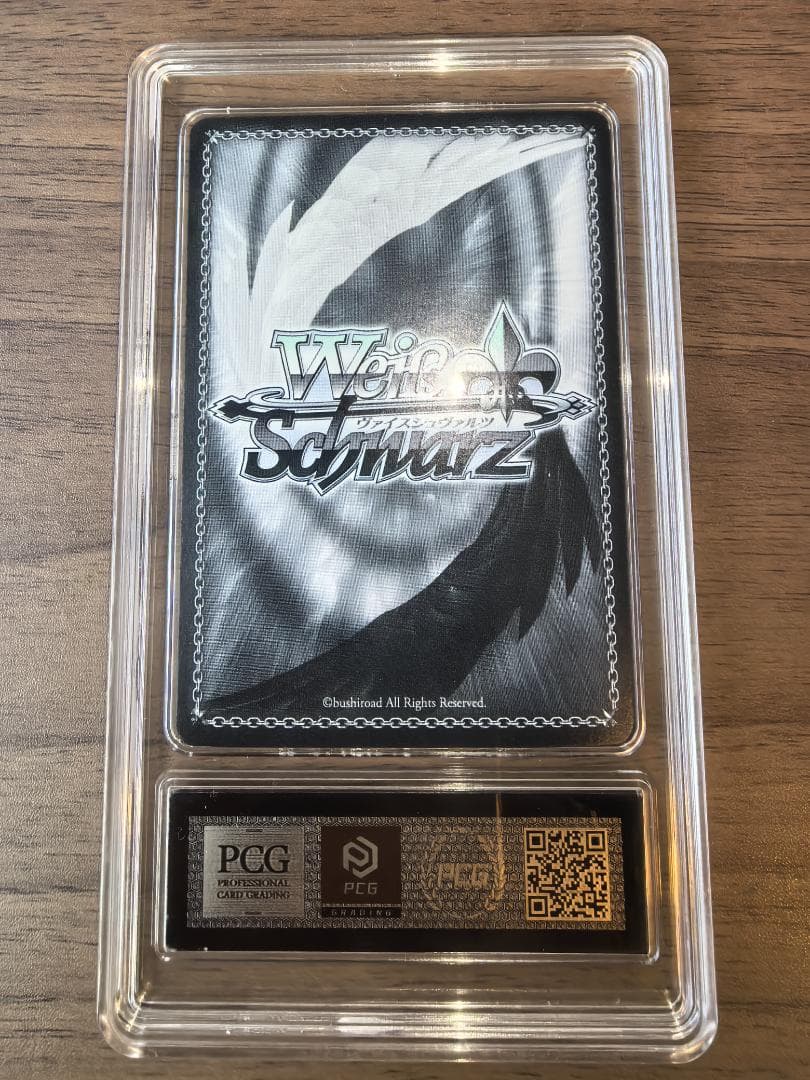 Weiß
ヴァイスシュヴァルツ
Schwarz
©bushiroad All Rights Reserved.
PCG
PROFESSIONAL
CARD GRADING
PCG
GRADING
PCG